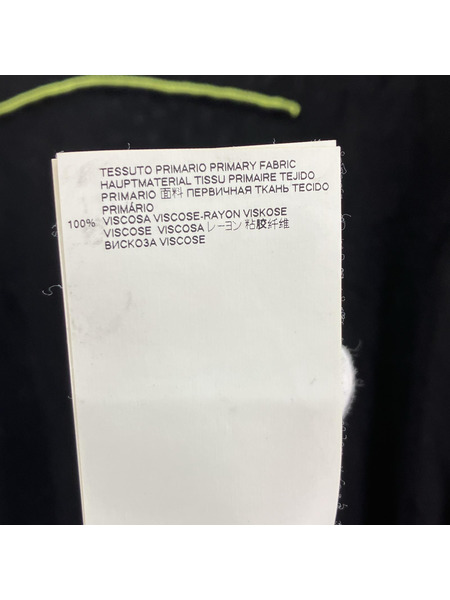 TESSUTO PRIMARIO PRIMARY FABRIC
HAUPTMATERIAL TISSU PRIMAIRE TEJIDO
PRIMARIO 面料 ПЕРВИЧНАЯ ТКАНЬ TECIDO
PRIMÁRIO
100% VISCOSA VISCOSE-RAYON VISKOSE
VISCOSE VISCOSA レーヨン 粘胶纤维
ВИСКОЗА VISCOSE